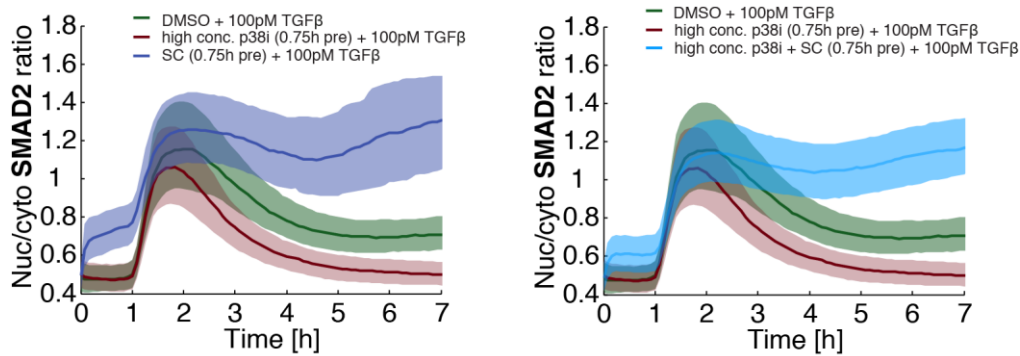 DMSO + 100pM TGFβ
high conc. p38i (0.75h pre) + 100pM TGFβ
SC (0.75h pre) + 100pM TGFβ
Nuc/cyto SMAD2 ratio
1.8
1.6
1.4
1.2
1
0.8
0.6
0.4
0 1 2 3 4 5 6 7
Time [h]
DMSO + 100pM TGFβ
high conc. p38i (0.75h pre) + 100pM TGFβ
high conc. p38i + SC (0.75h pre) + 100pM TGFβ
Nuc/cyto SMAD2 ratio
1.8
1.6
1.4
1.2
1
0.8
0.6
0.4
0 1 2 3 4 5 6 7
Time [h]